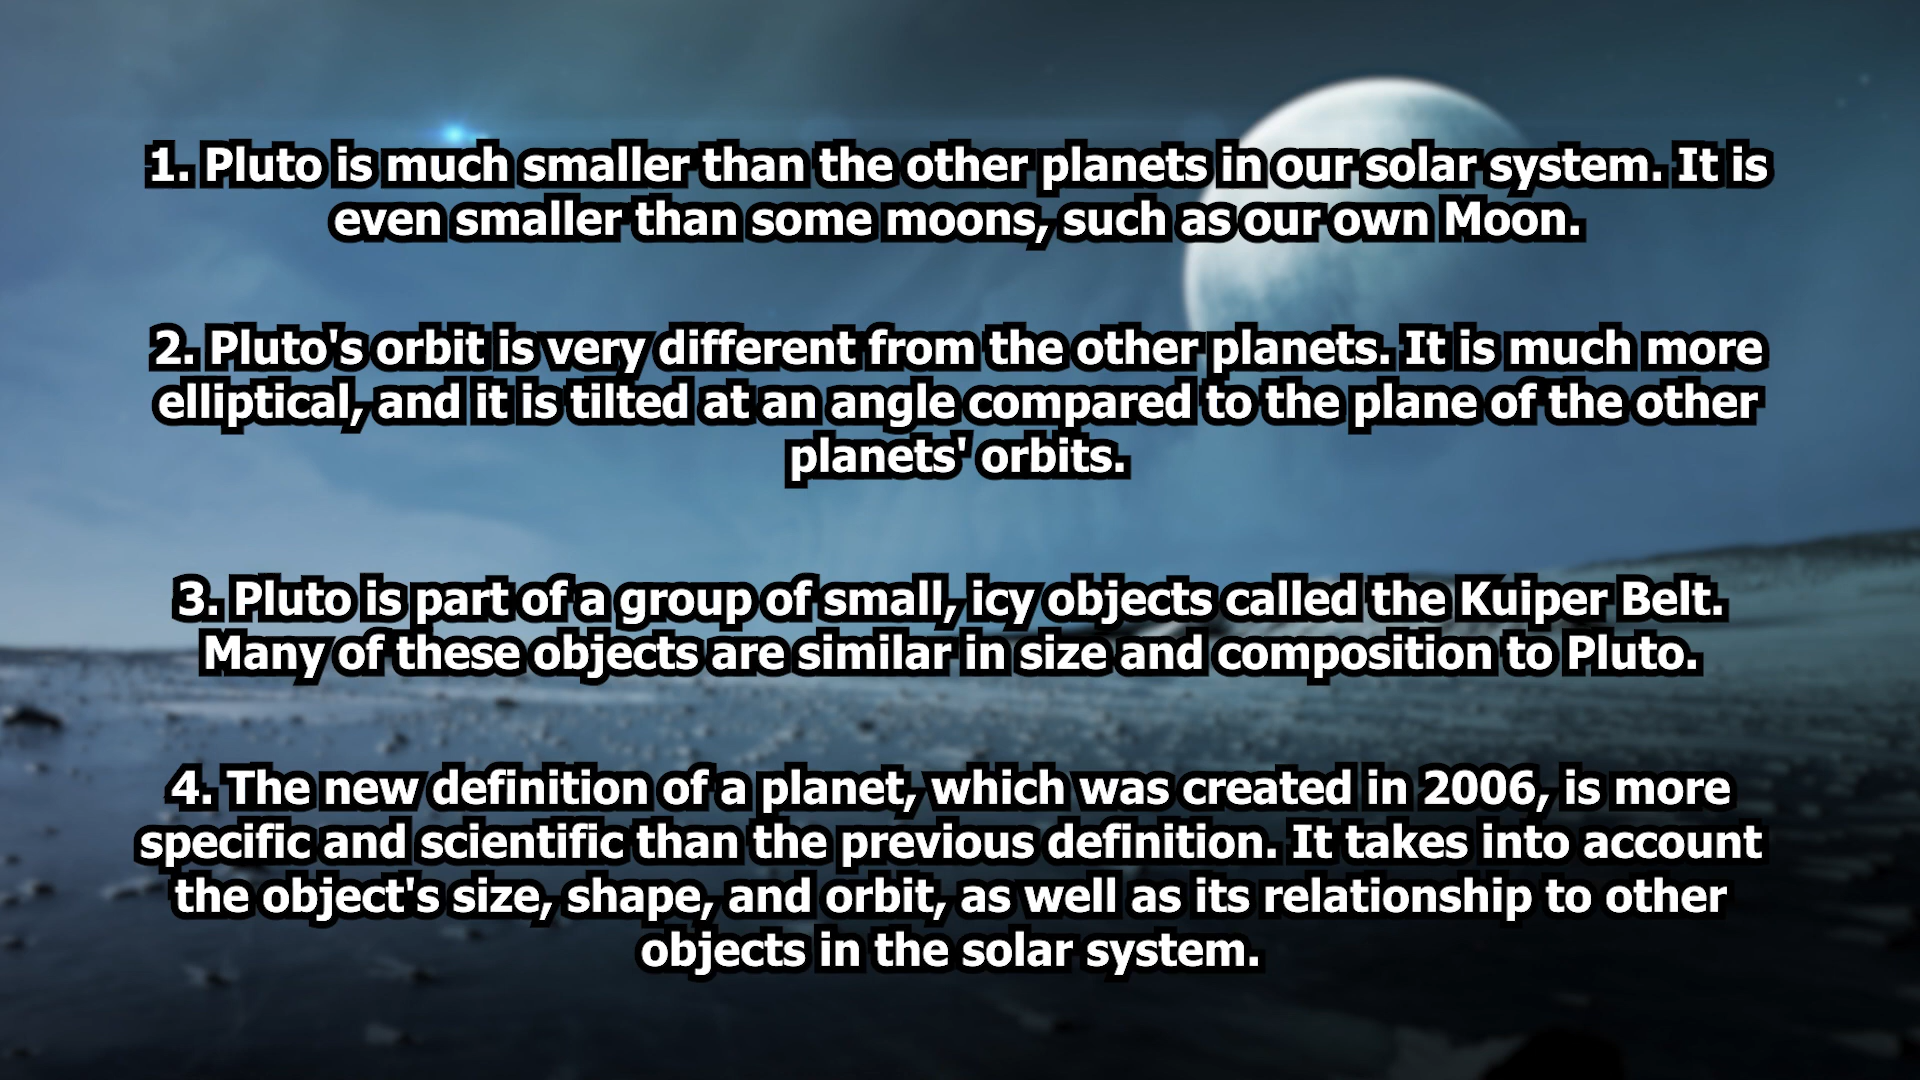 1. Pluto is much smaller than the other planets in our solar system. It is
even smaller than some moons, such as our own Moon.
2. Pluto's orbit is very different from the other planets. It is much more
elliptical, and it is tilted at an angle compared to the plane of the other
planets' orbits.
3. Pluto is part of a group of small, icy objects called the Kuiper Belt.
Many of these objects are similar in size and composition to Pluto.
4. The new definition of a planet, which was created in 2006, is more
specific and scientific than the previous definition. It takes into account
the object's size, shape, and orbit, as well as its relationship to other
objects in the solar system.